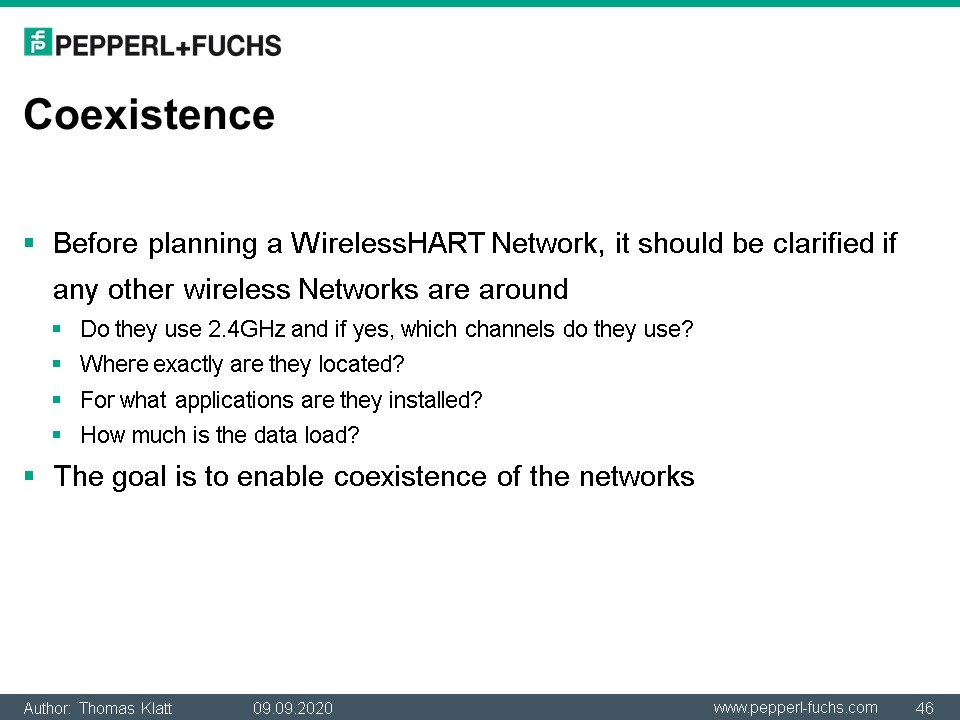 PEPPERL+FUCHS
Coexistence
Before planning a WirelessHART Network, it should be clarified if
any other wireless Networks are around
Do they use 2.4GHz and if yes, which channels do they use?
Where exactly are they located?
For what applications are they installed?
How much is the data load?
The goal is to enable coexistence of the networks
Author: Thomas Klatt 09.09.2020 www.pepperl-fuchs.com 46